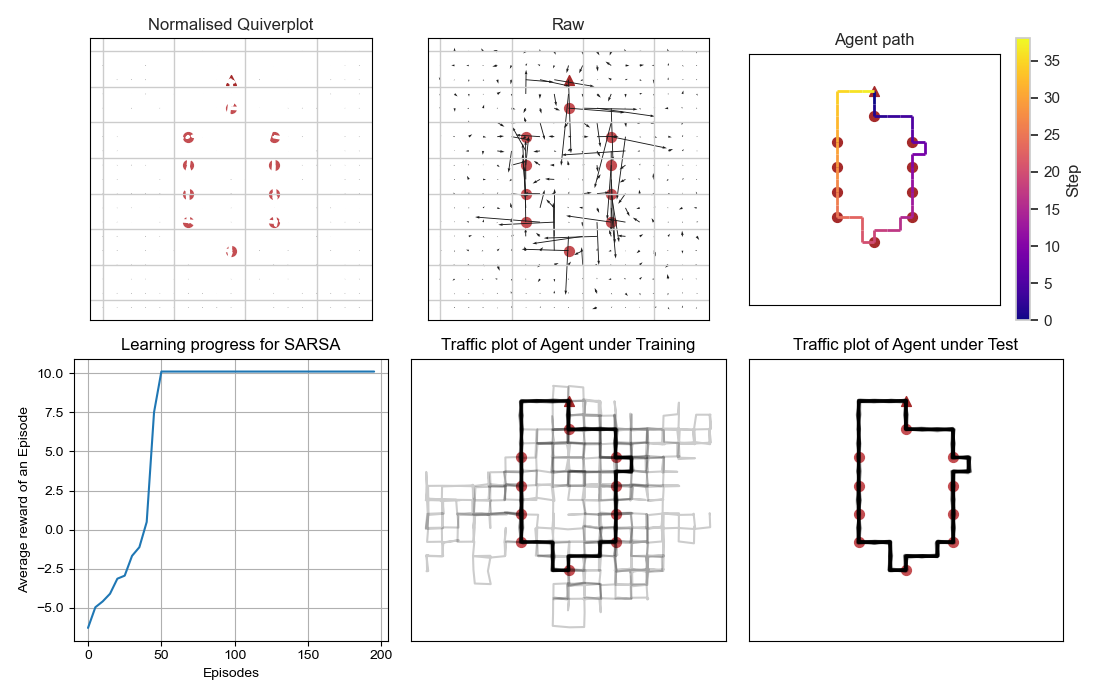 Normalised Quiverplot
Raw
Agent path
35
30
25
20
15
10
5
0
Step
Learning progress for SARSA
Traffic plot of Agent under Training
Traffic plot of Agent under Test
Average reward of an Episode
10.0
7.5
5.0
2.5
0.0
−2.5
−5.0
0 50 100 150 200
Episodes